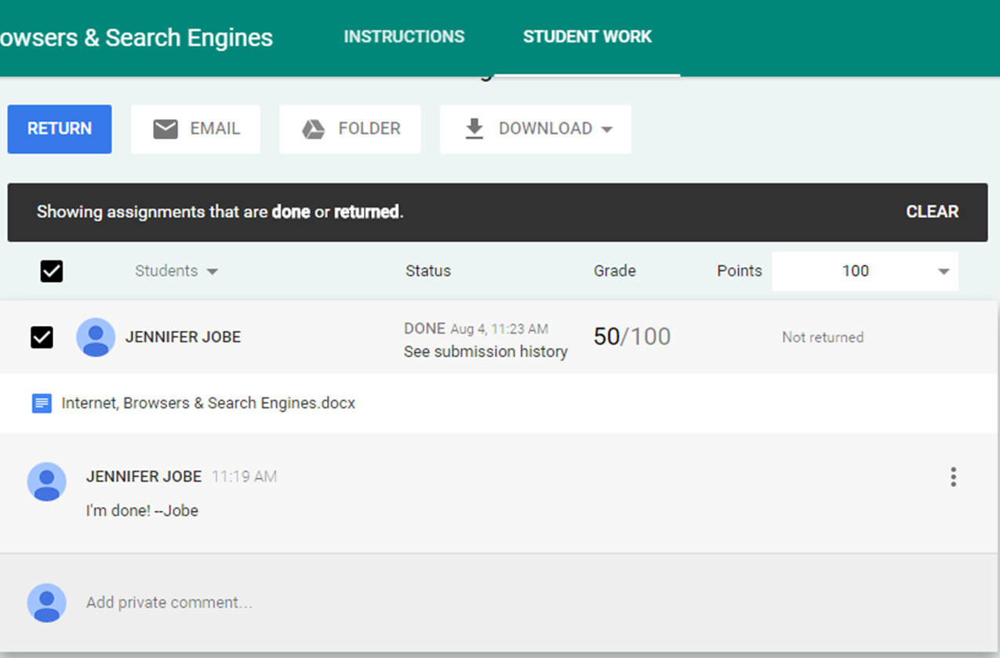 owsers & Search Engines INSTRUCTIONS STUDENT WORK
RETURN EMAIL FOLDER DOWNLOAD
Showing assignments that are done or returned. CLEAR
Students Status Grade Points 100
JENNIFER JOBE DONE Aug 4, 11:23 AM 50/100 Not returned
See submission history
Internet, Browsers & Search Engines.docx
JENNIFER JOBE 11:19 AM
I'm done! --Jobe
Add private comment...